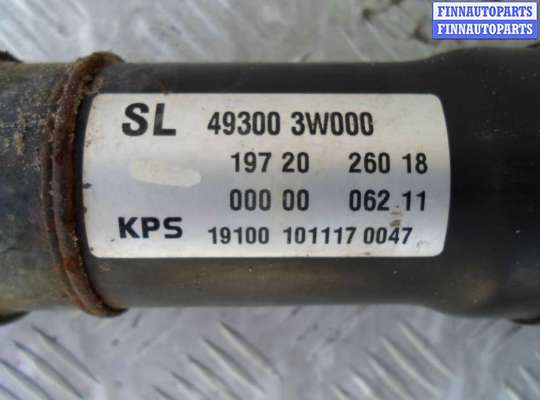 FINNAUTOPARTS
FINNAUTOPARTS
SL 49300 3W000
197 20 260 18
000 00 062 11
KPS 19100 101117 0047